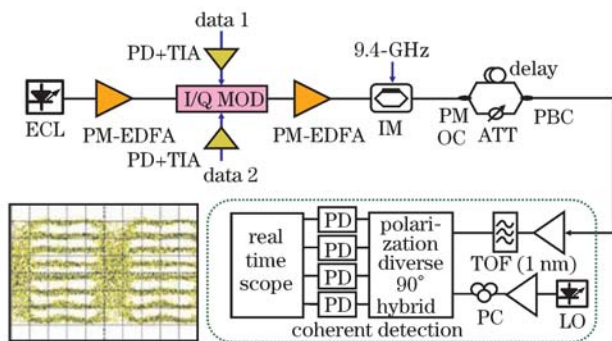 data 1
PD+TIA
9.4-GHz
delay
I/Q MOD
ECL
PM-EDFA
PM-EDFA
IM
PM
OC
ATT
PBC
PD+TIA
data 2
real
time
scope
PD
PD
PD
PD
polari-
zation
diverse
90°
hybrid
TOF (1 nm)
PC
LO
coherent detection